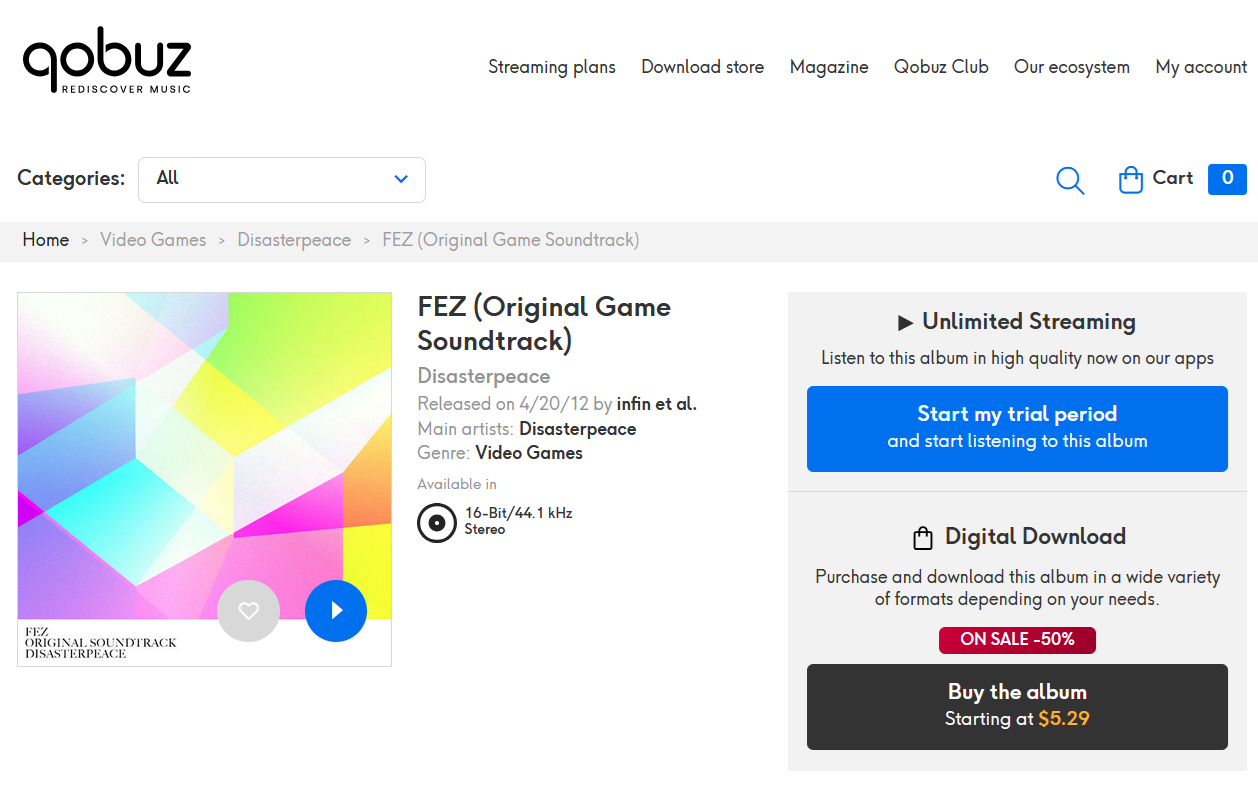 qobuz
REDISCOVER MUSIC
Streaming plans Download store Magazine Qobuz Club Our ecosystem My account
Categories: All Cart 0
Home > Video Games > Disasterpeace > FEZ (Original Game Soundtrack)
FEZ
ORIGINAL SOUNDTRACK
DISASTERPEACE
FEZ (Original Game
Soundtrack)
Disasterpeace
Released on 4/20/12 by infin et al.
Main artists: Disasterpeace
Genre: Video Games
Available in
16-Bit/44.1 kHz
Stereo
Unlimited Streaming
Listen to this album in high quality now on our apps
Start my trial period
and start listening to this album
Digital Download
Purchase and download this album in a wide variety
of formats depending on your needs.
ON SALE -50%
Buy the album
Starting at $5.29